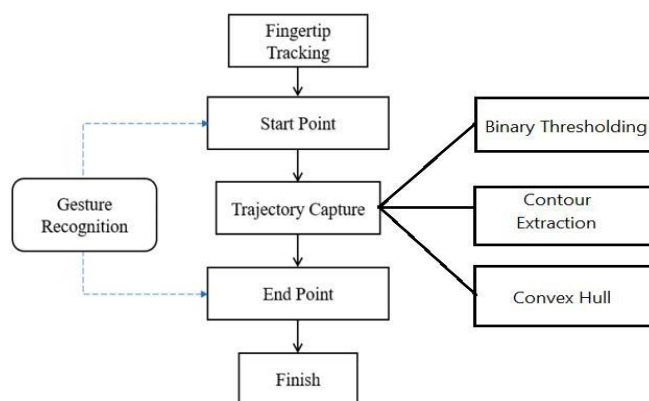 Fingertip
Tracking
Start Point
Binary Thresholding
Gesture
Recognition
Trajectory Capture
Contour
Extraction
End Point
Convex Hull
Finish